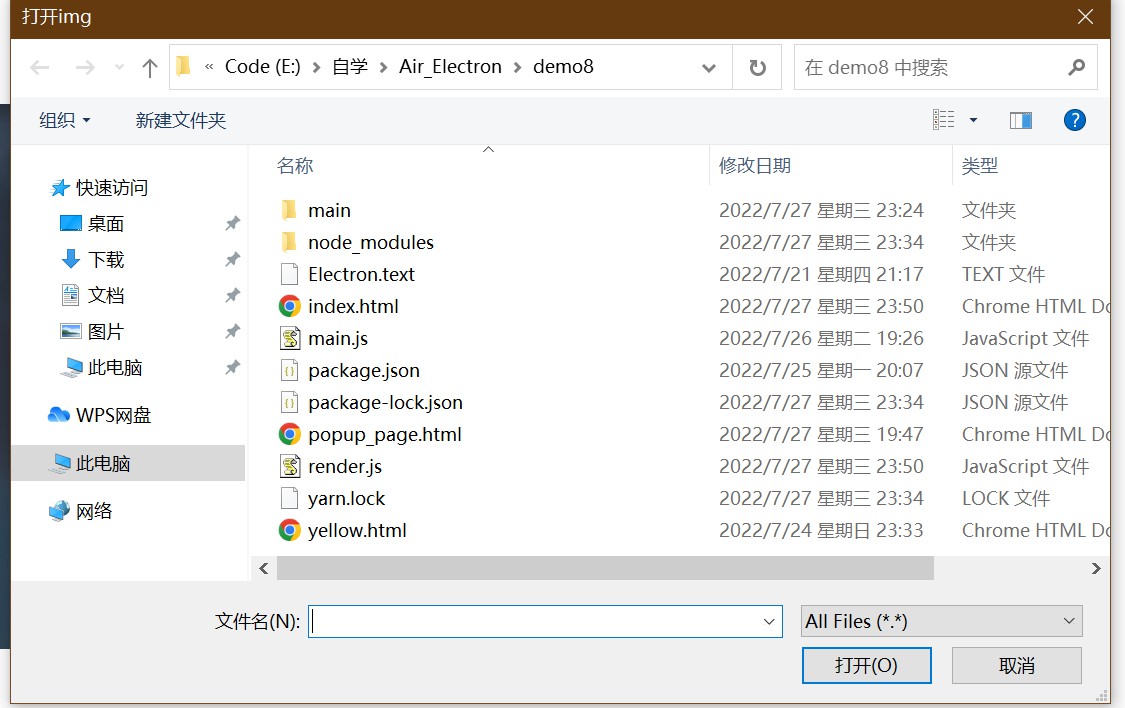 打开img
« Code (E:) › 自学 › Air_Electron › demo8
在 demo8 中搜索
组织
新建文件夹
快速访问
桌面
下载
文档
图片
此电脑
WPS网盘
此电脑
网络
名称 修改日期 类型
main 2022/7/27 星期三 23:24 文件夹
node_modules 2022/7/27 星期三 23:34 文件夹
Electron.text 2022/7/21 星期四 21:17 TEXT 文件
index.html 2022/7/27 星期三 23:50 Chrome HTML Do
main.js 2022/7/26 星期二 19:26 JavaScript 文件
package.json 2022/7/25 星期一 20:07 JSON 源文件
package-lock.json 2022/7/27 星期三 23:34 JSON 源文件
popup_page.html 2022/7/27 星期三 19:47 Chrome HTML Do
render.js 2022/7/27 星期三 23:50 JavaScript 文件
yarn.lock 2022/7/27 星期三 23:34 LOCK 文件
yellow.html 2022/7/24 星期日 23:33 Chrome HTML Do
文件名(N):
All Files (*.*)
打开(O)
取消